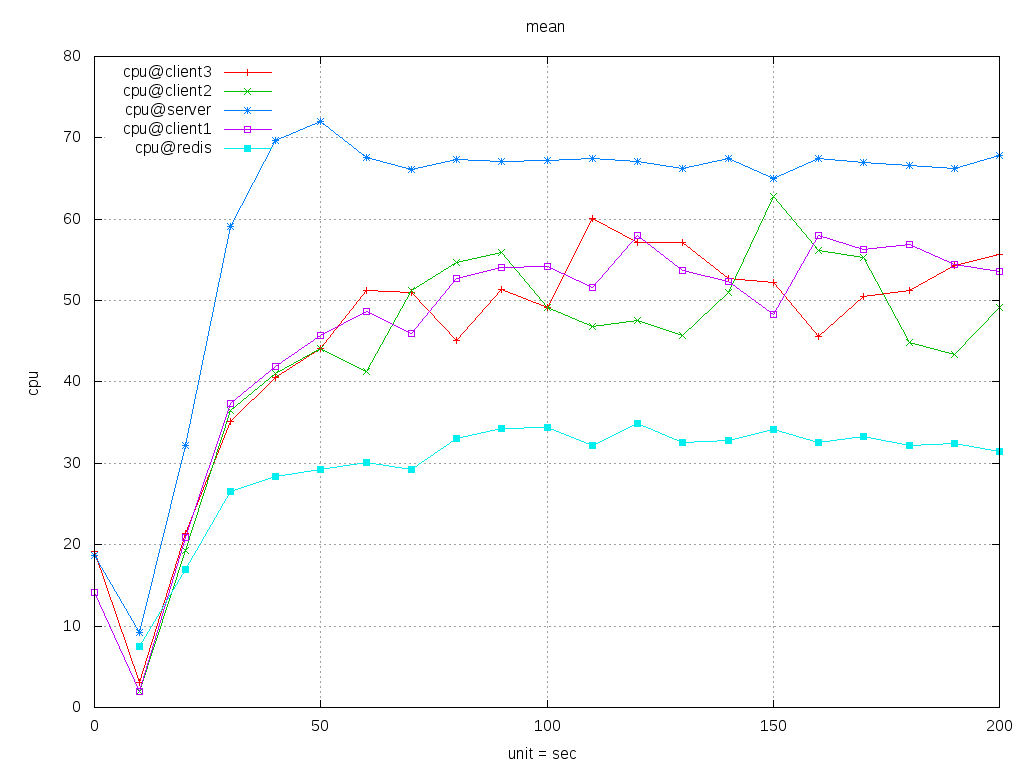 mean
80
70
60
50
40
30
20
10
0
cpu@client3
cpu@client2
cpu@server
cpu@client1
cpu@redis
cpu
0
50
100
150
200
unit = sec